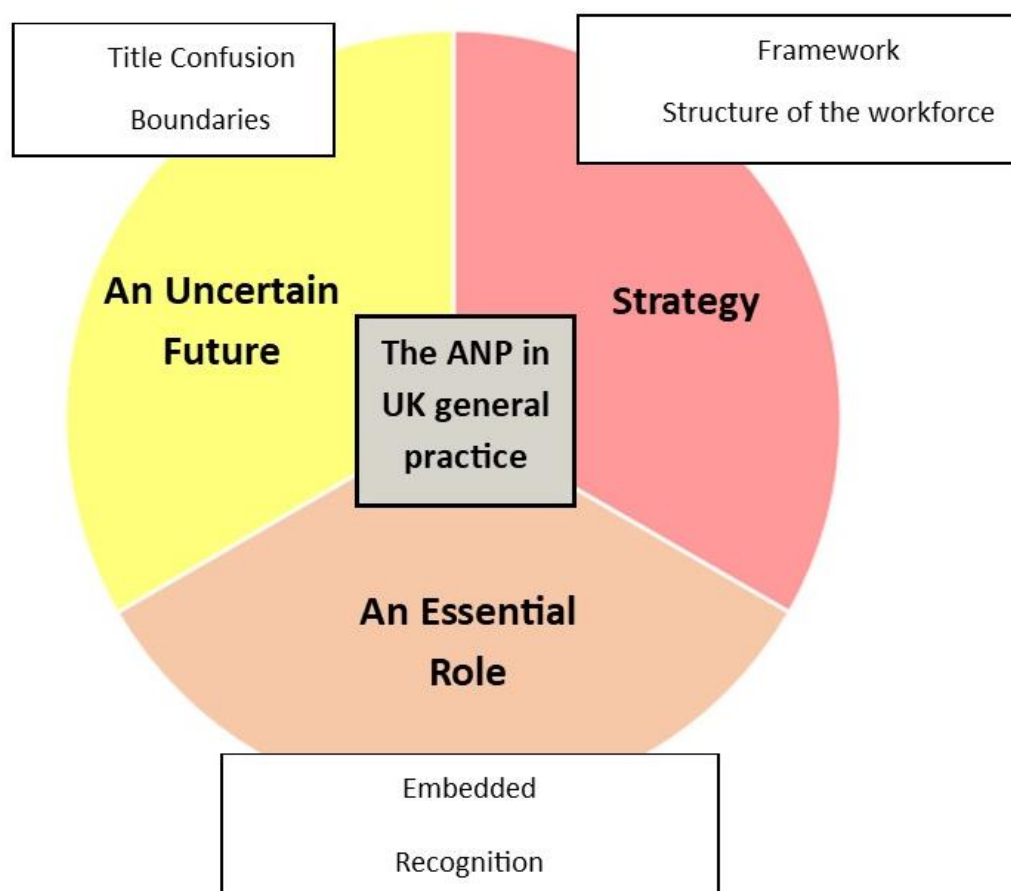 Title Confusion
Boundaries
Framework
Structure of the workforce
An Uncertain
Future
Strategy
The ANP in
UK general
practice
An Essential
Role
Embedded
Recognition